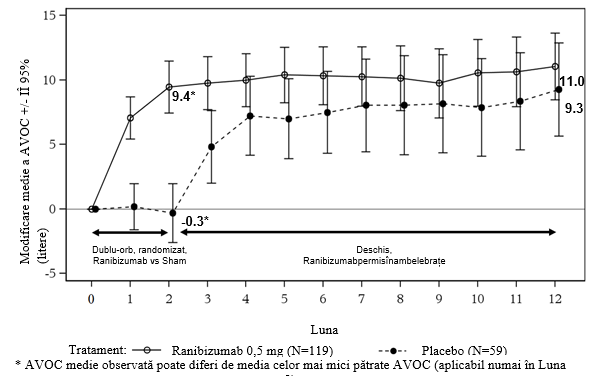 Modificare medie a AVOC +/- IÎ 95%
(litere)
15
10
5
0
-5
9.4*
-0.3*
11.0
9.3
Dublu-orb, randomizat,
Ranibizumab vs Sham
Deschis,
Ranibizumabpermisînambelebrațe
0 1 2 3 4 5 6 7 8 9 10 11 12
Luna
Tratament: Ranibizumab 0,5 mg (N=119) Placebo (N=59)
* AVOC medie observată poate diferi de media celor mai mici pătrate AVOC (aplicabil numai în Luna